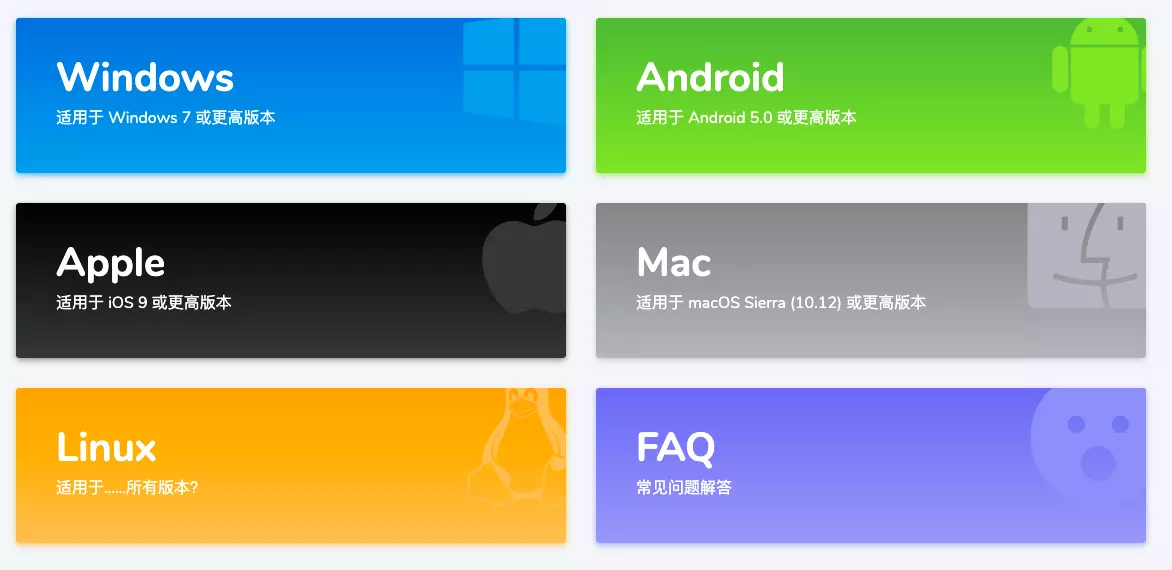 Windows
适用于 Windows 7 或更高版本
Android
适用于 Android 5.0 或更高版本
Apple
适用于 iOS 9 或更高版本
Mac
适用于 macOS Sierra (10.12) 或更高版本
Linux
适用于......所有版本?
FAQ
常见问题解答